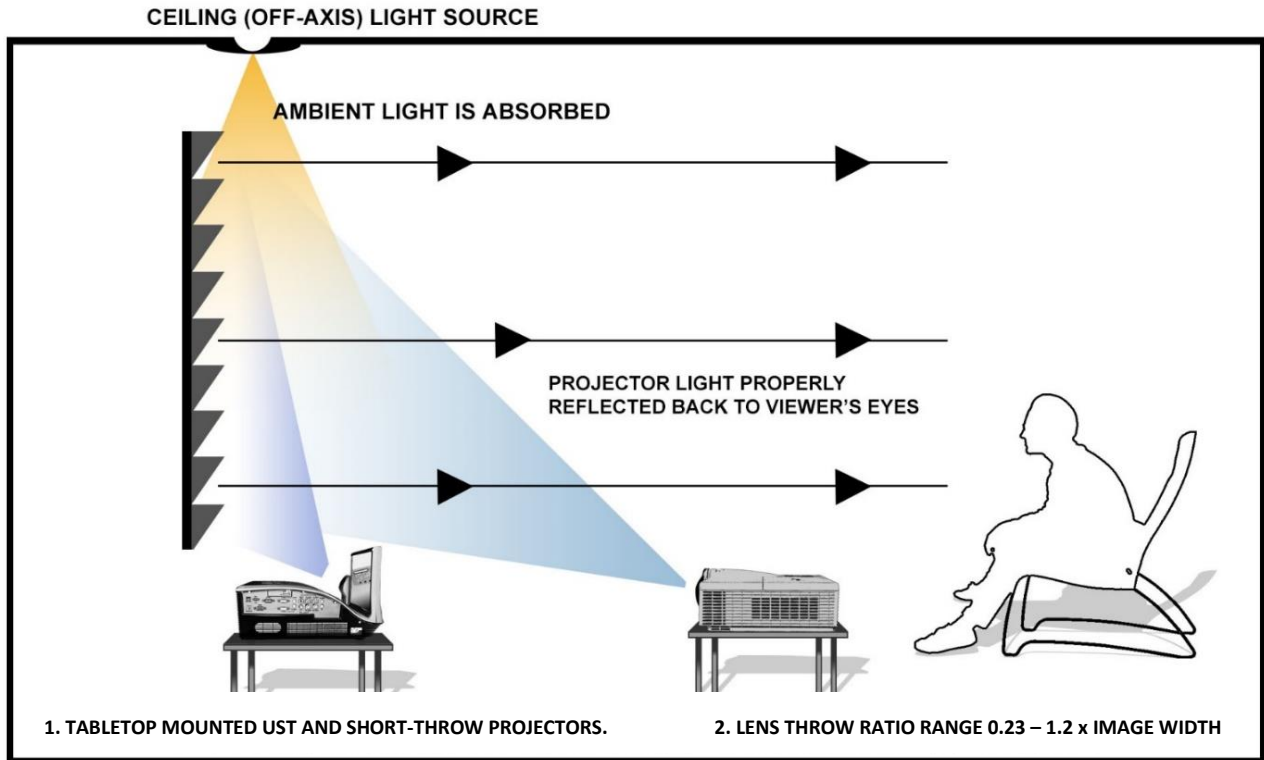 CEILING (OFF-AXIS) LIGHT SOURCE
AMBIENT LIGHT IS ABSORBED
PROJECTOR LIGHT PROPERLY
REFLECTED BACK TO VIEWER'S EYES
1. TABLETOP MOUNTED UST AND SHORT-THROW PROJECTORS.
2. LENS THROW RATIO RANGE 0.23 – 1.2 x IMAGE WIDTH